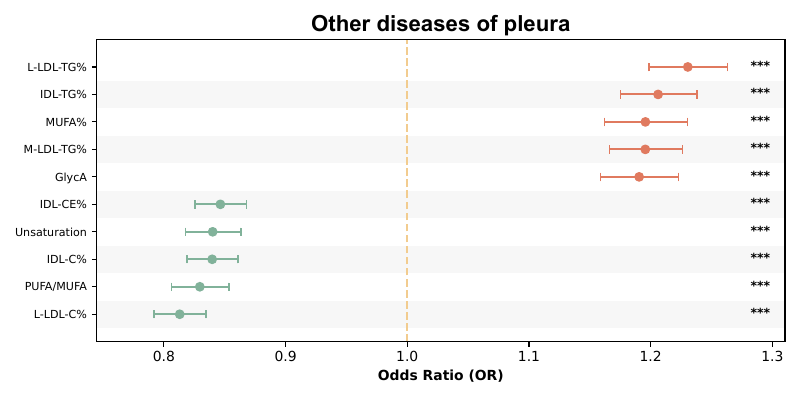 Other diseases of pleura
L-LDL-TG% ***
IDL-TG% ***
MUFA% ***
M-LDL-TG% ***
GlycA ***
IDL-CE% ***
Unsaturation ***
IDL-C% ***
PUFA/MUFA ***
L-LDL-C% ***
0.8 0.9 1.0 1.1 1.2 1.3
Odds Ratio (OR)